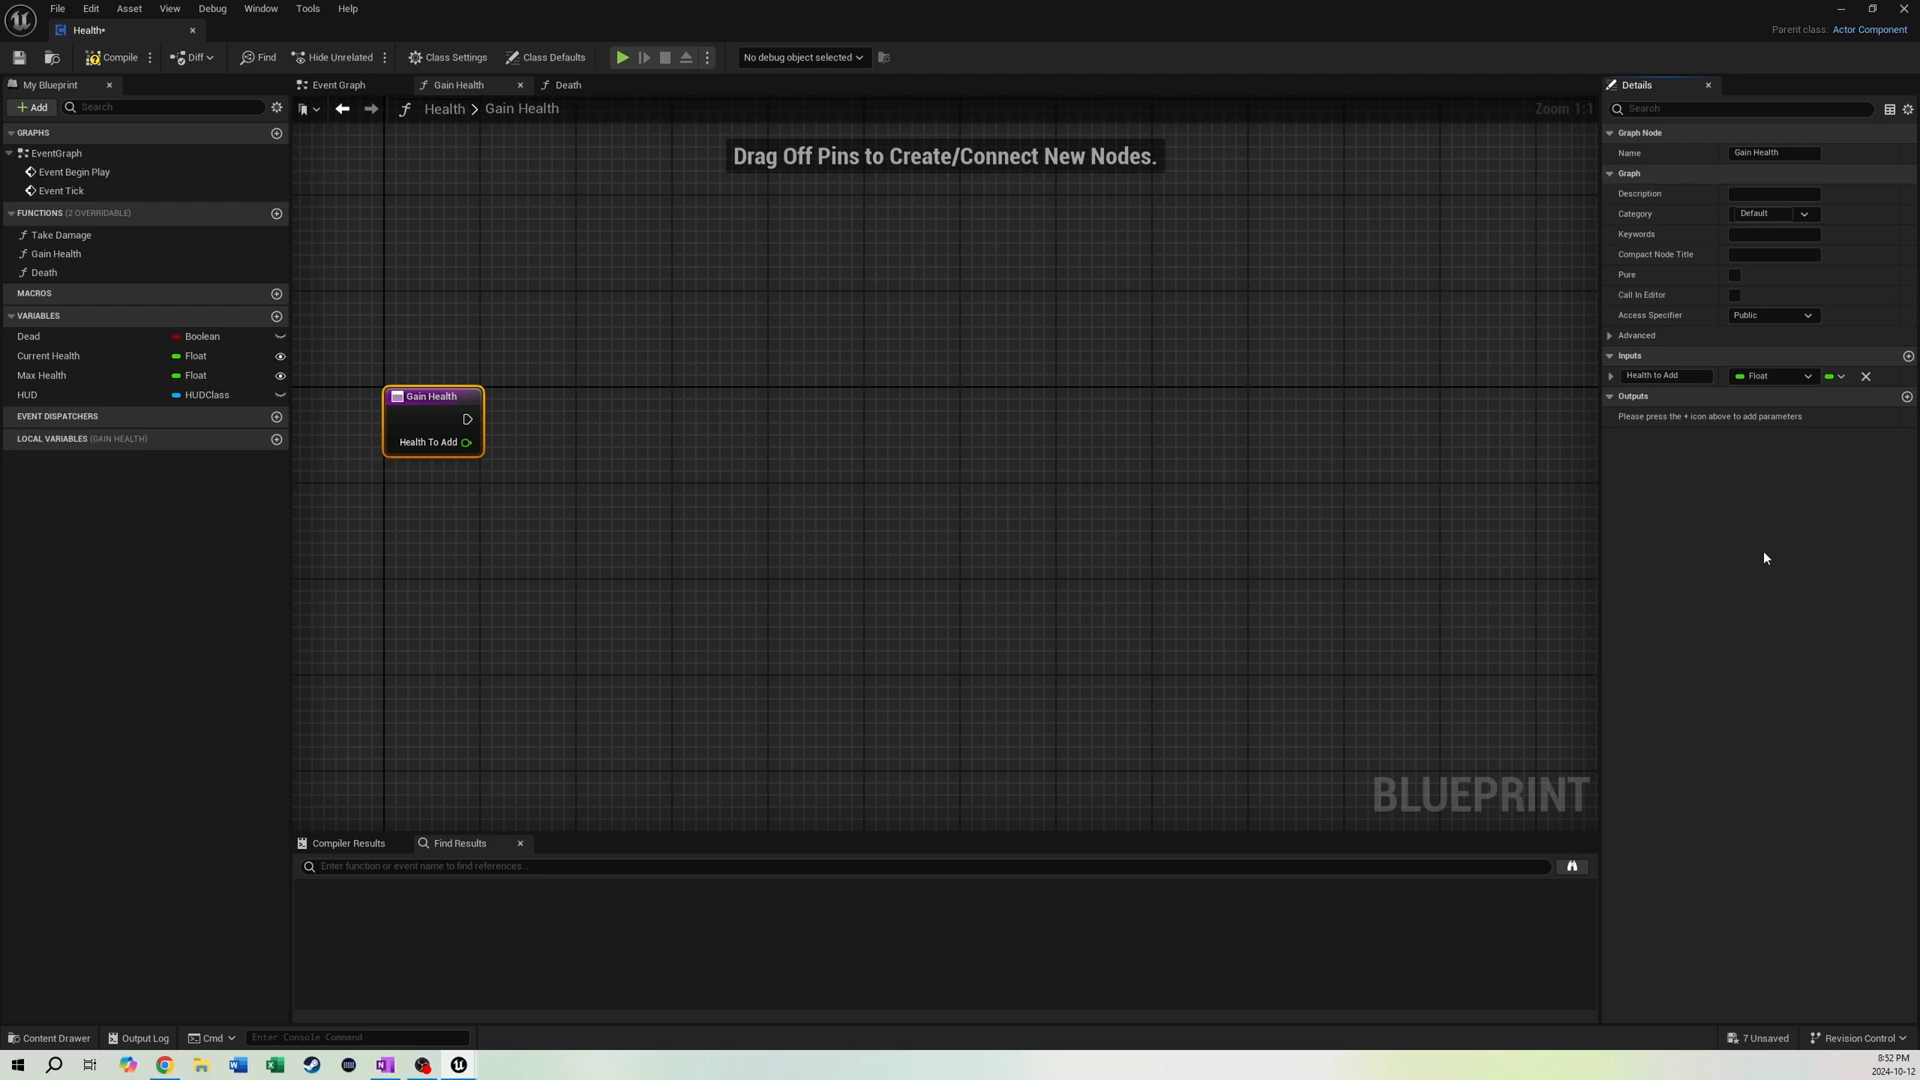 File Edit Asset View Debug Window Tools Help
Health*
Parent class: Actor Component
Compile Diff Find Hide Unrelated Class Settings Class Defaults No debug object selected
My Blueprint
Event Graph Gain Health Death
Details
Add Search
Health > Gain Health
Zoom 1:1
Search
Drag Off Pins to Create/Connect New Nodes.
GRAPHS
EventGraph
Event Begin Play
Event Tick
FUNCTIONS (2 OVERRIDABLE)
Take Damage
Gain Health
Death
MACROS
VARIABLES
Dead Boolean
Current Health Float
Max Health Float
HUD HUDClass
EVENT DISPATCHERS
LOCAL VARIABLES (GAIN HEALTH)
Gain Health
Health To Add
BLUEPRINT
Graph Node
Name Gain Health
Graph
Description
Category Default
Keywords
Compact Node Title
Pure
Call In Editor
Access Specifier Public
Advanced
Inputs
Health to Add Float
Outputs
Please press the + icon above to add parameters
Compiler Results Find Results
Enter function or event name to find references...
Content Drawer Output Log Cmd Enter Console Command
7 Unsaved Revision Control
8:52 PM
2024-10-12